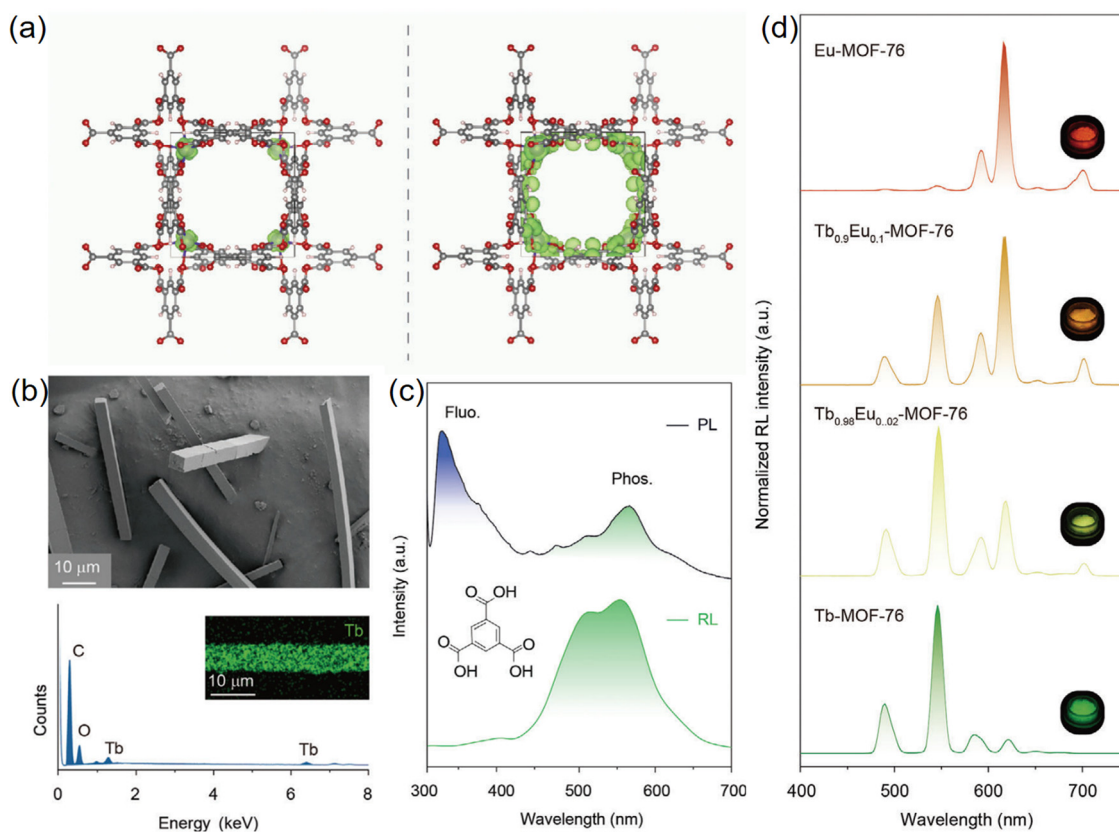 (a)
(b)
10 μm
Counts
C
O
Tb
Tb
Tb
10 μm
0 2 4 6 8
Energy (keV)
(c)
Intensity (a.u.)
Fluo.
PL
Phos.
RL
O
OH
O
OH
O
OH
300 400 500 600 700
Wavelength (nm)
(d)
Normalized RL intensity (a.u.)
Eu-MOF-76
Tb0.9Eu0.1-MOF-76
Tb0.98Eu0..02-MOF-76
Tb-MOF-76
400 500 600 700
Wavelength (nm)